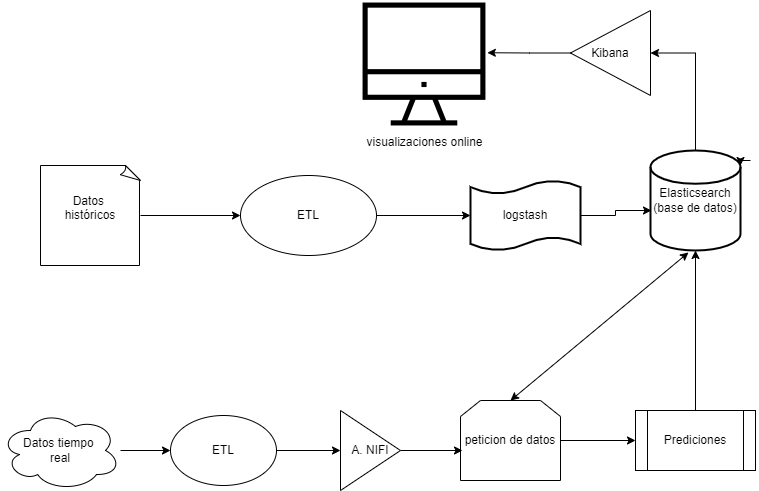 Kibana
visualizaciones online
Datos
históricos
ETL
logstash
Elasticsearch
(base de datos)
Datos tiempo
real
ETL
A. NIFI
peticion de datos
Prediciones